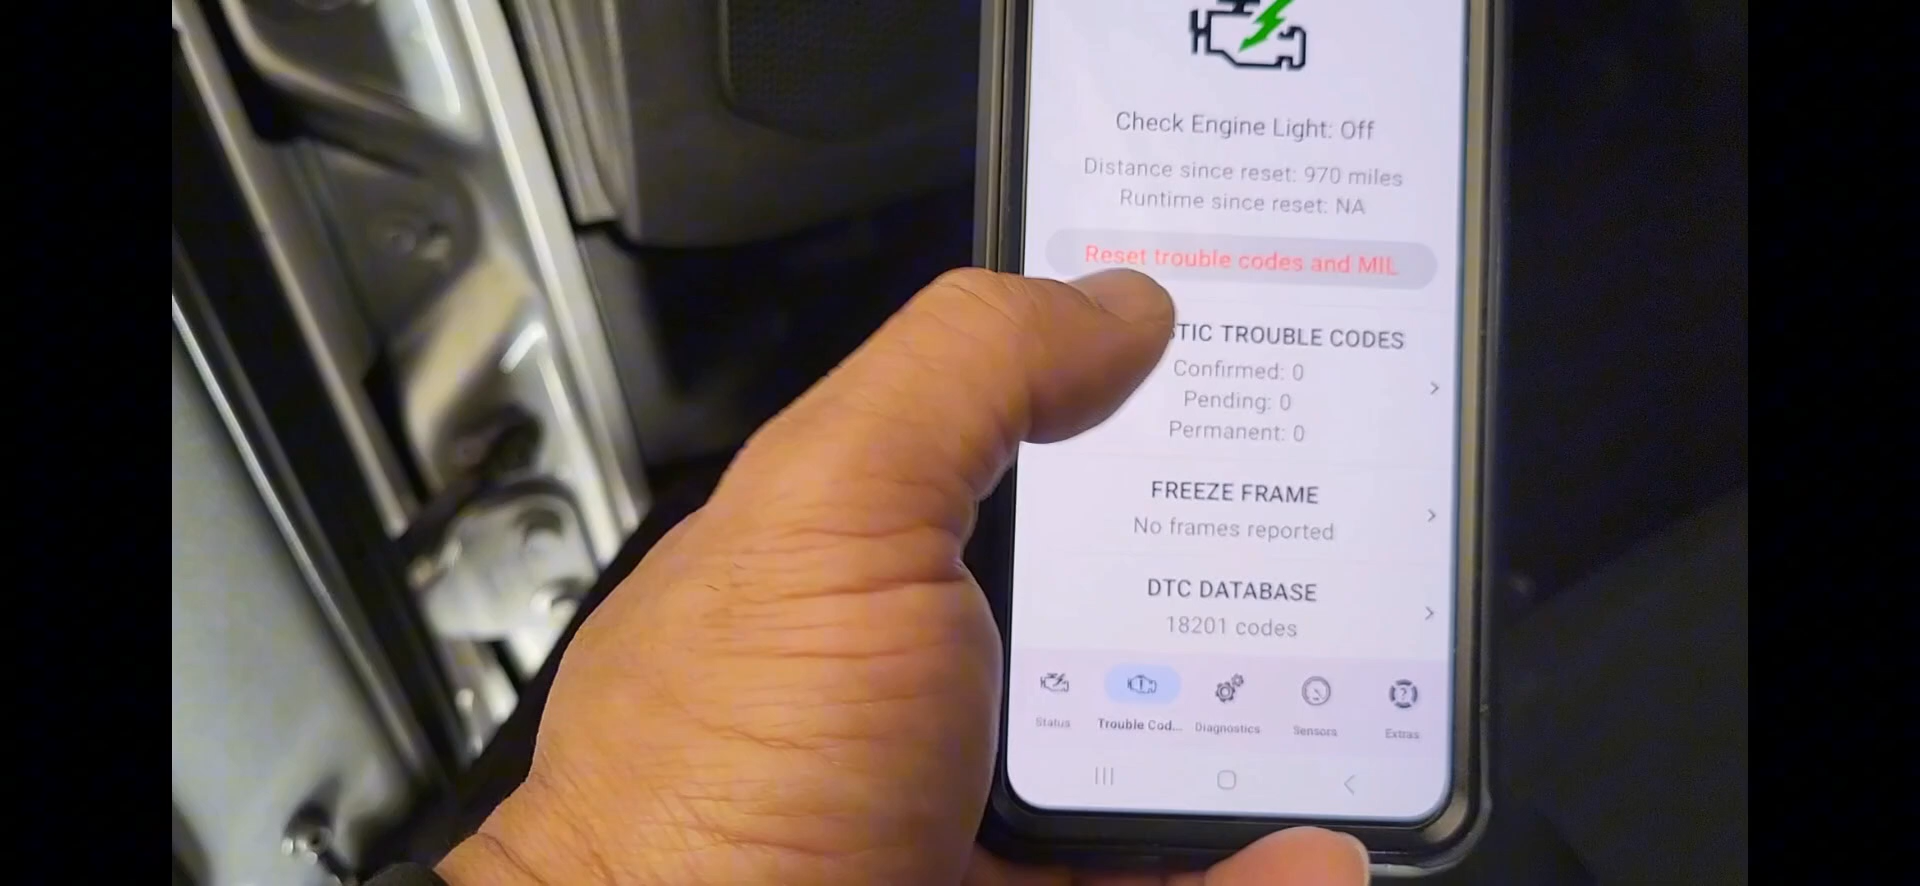 Check Engine Light: Off
Distance since reset: 970 miles
Runtime since reset: NA
Reset trouble codes and MIL
TROUBLE CODES
Confirmed: 0
Pending: 0
Permanent: 0
FREEZE FRAME
No frames reported
DTC DATABASE
18201 codes
Status
Trouble Cod...
Diagnostics
Sensors
Extras